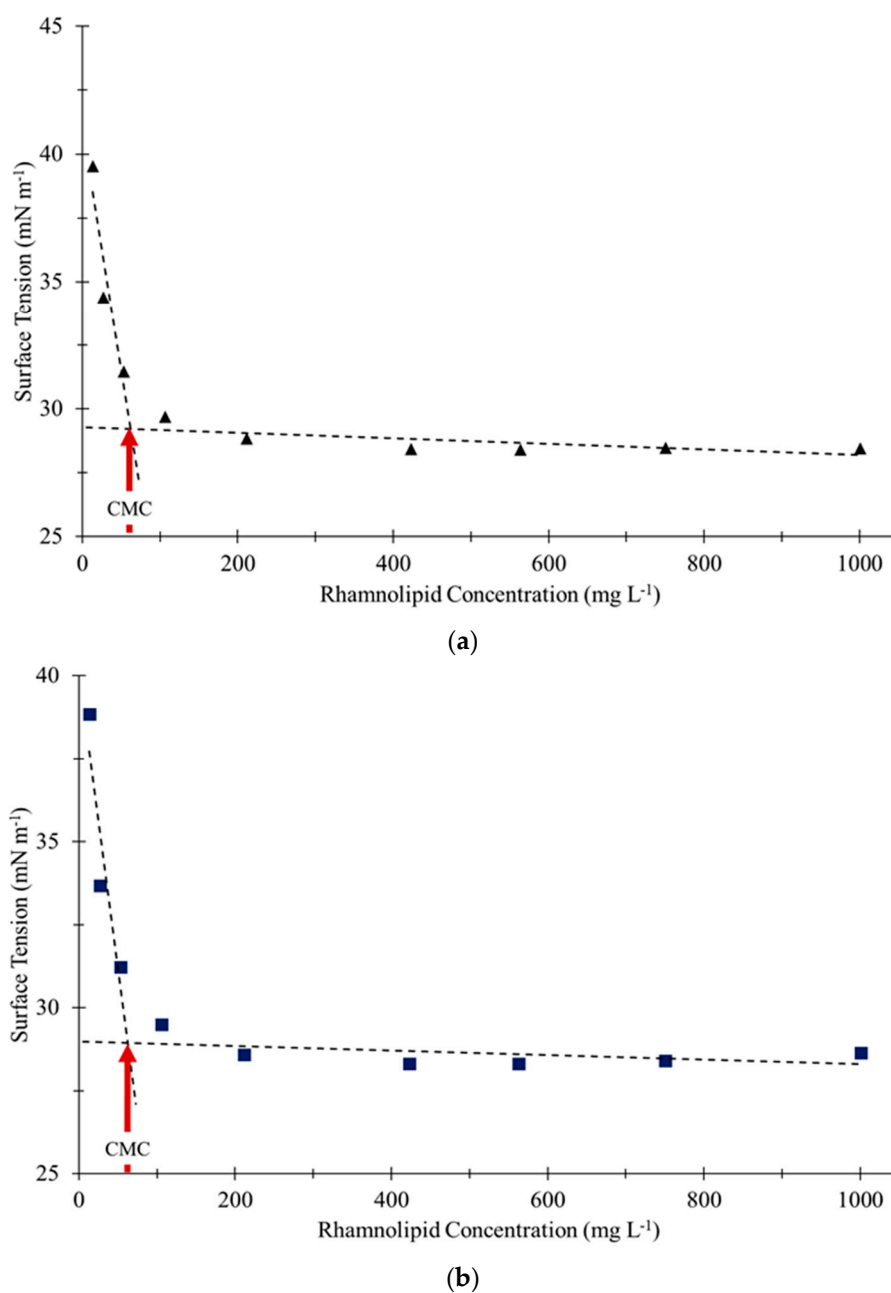 45
40
35
30
25
Surface Tension (mN m⁻¹)
CMC
0 200 400 600 800 1000
Rhamnolipid Concentration (mg L⁻¹)
(a)
40
35
30
25
Surface Tension (mN m⁻¹)
CMC
0 200 400 600 800 1000
Rhamnolipid Concentration (mg L⁻¹)
(b)